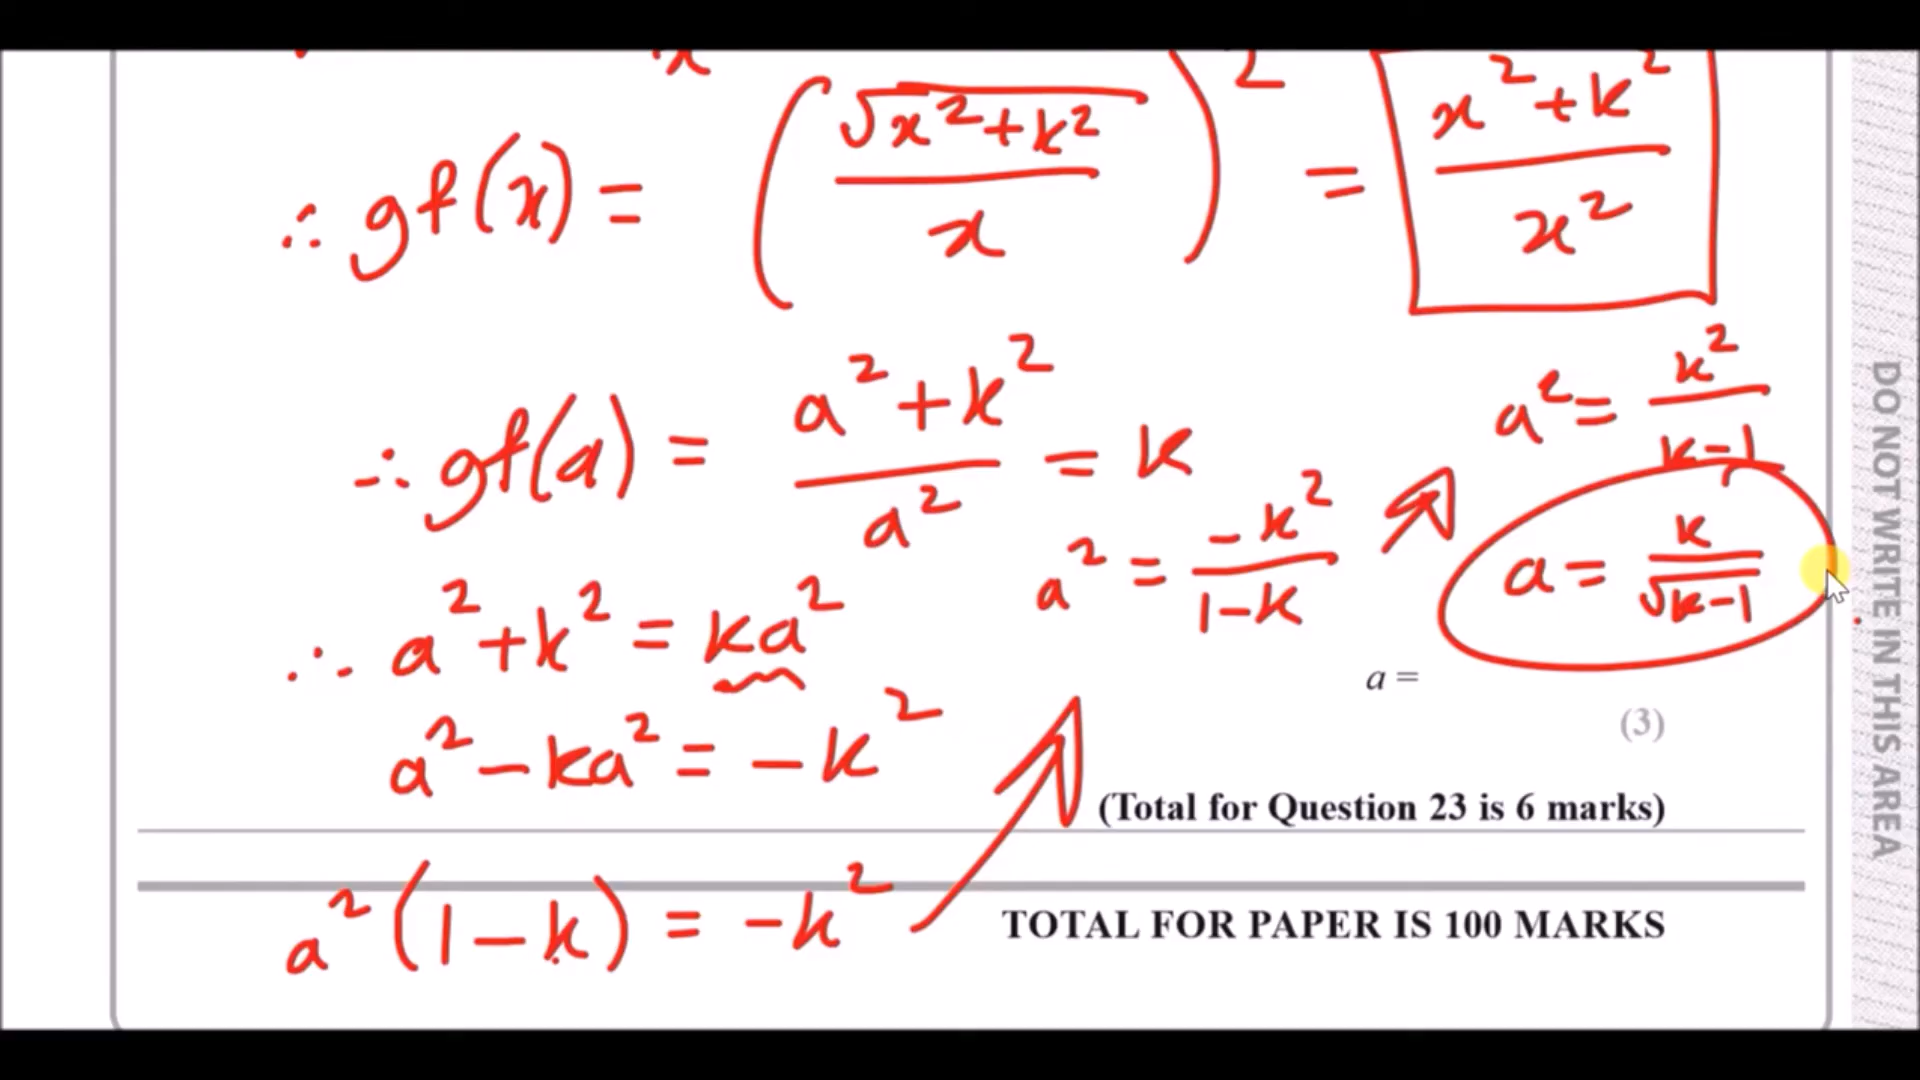 ∴ gf(x) = (√x²+k² / x)² = x²+k² / x²
∴ gf(a) = a²+k² / a² = k
∴ a²+k² = ka²
a² - ka² = -k²
a²(1-k) = -k²
a² = -k² / 1-k
a² = k² / k-1
a = k / √k-1
a =
(3)
(Total for Question 23 is 6 marks)
TOTAL FOR PAPER IS 100 MARKS
DO NOT WRITE IN THIS AREA